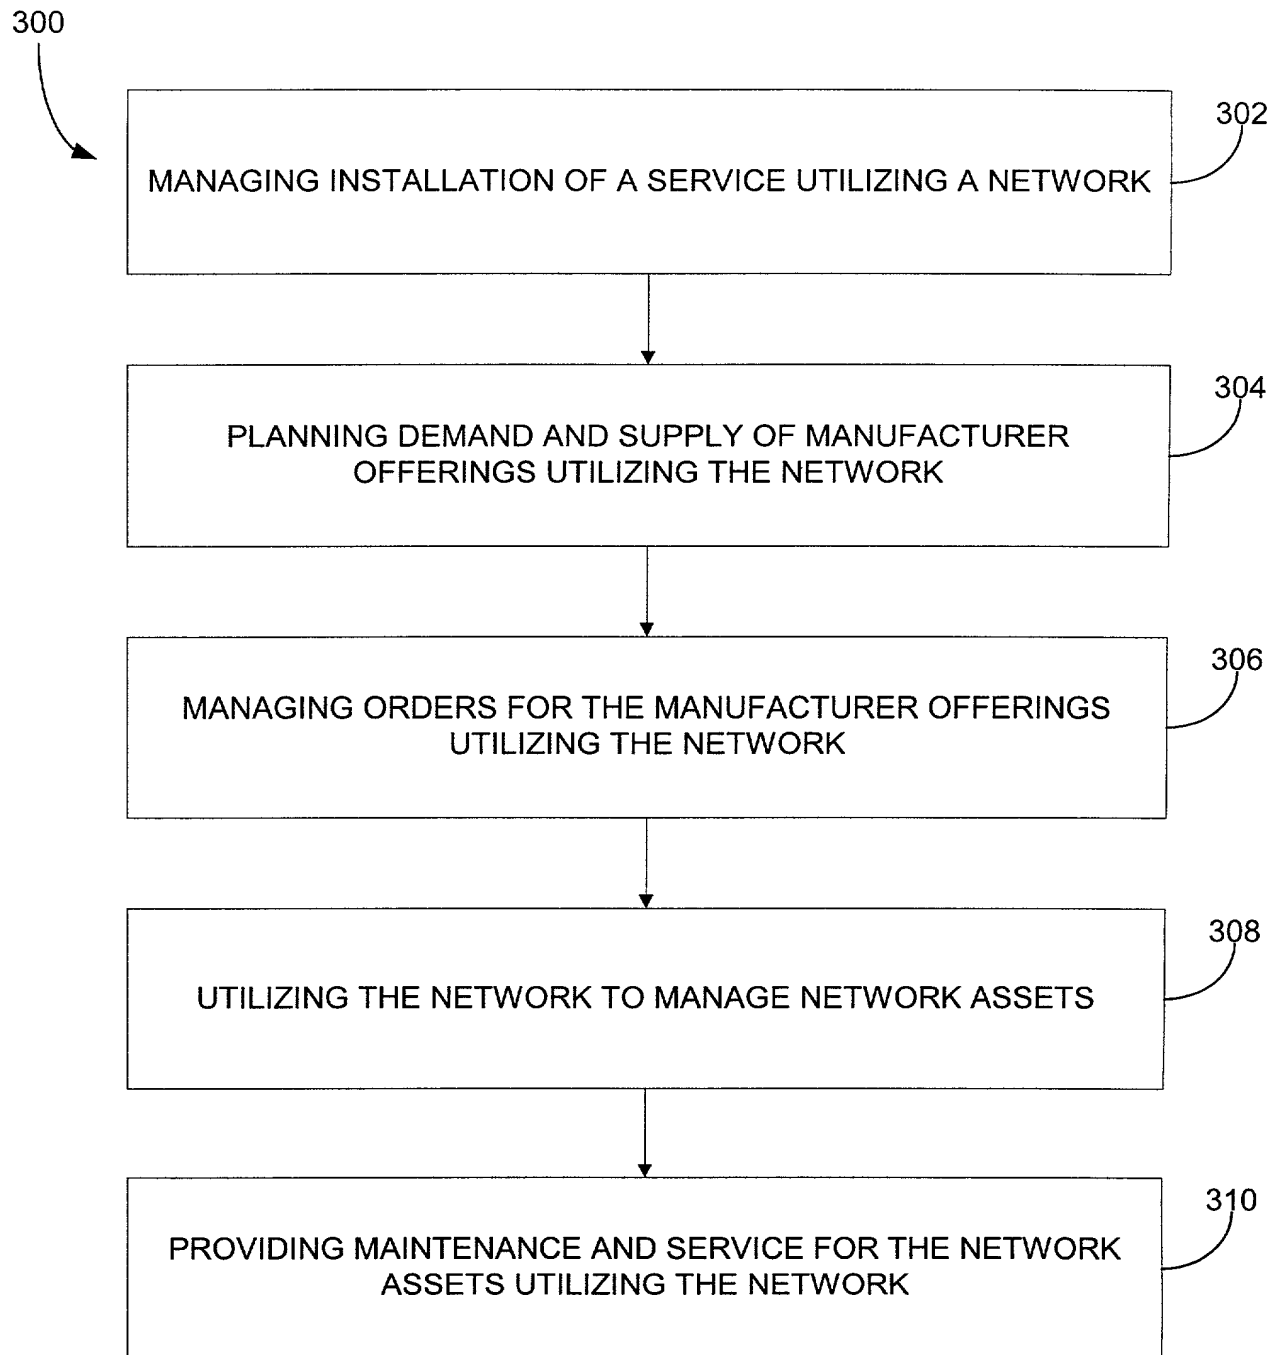 300
302
MANAGING INSTALLATION OF A SERVICE UTILIZING A NETWORK
304
PLANNING DEMAND AND SUPPLY OF MANUFACTURER
OFFERINGS UTILIZING THE NETWORK
306
MANAGING ORDERS FOR THE MANUFACTURER OFFERINGS
UTILIZING THE NETWORK
308
UTILIZING THE NETWORK TO MANAGE NETWORK ASSETS
310
PROVIDING MAINTENANCE AND SERVICE FOR THE NETWORK
ASSETS UTILIZING THE NETWORK